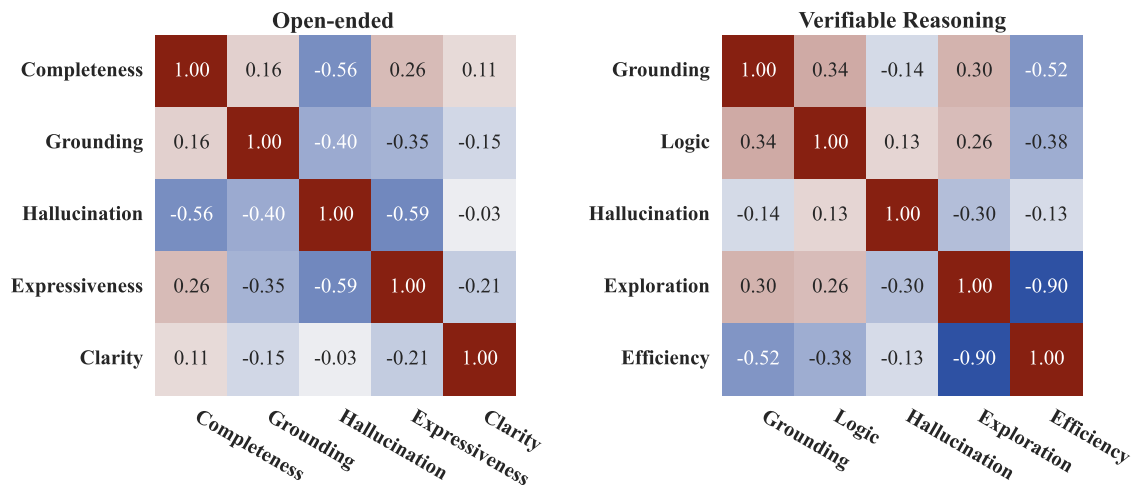 Open-ended
Completeness 1.00 0.16 -0.56 0.26 0.11
Grounding 0.16 1.00 -0.40 -0.35 -0.15
Hallucination -0.56 -0.40 1.00 -0.59 -0.03
Expressiveness 0.26 -0.35 -0.59 1.00 -0.21
Clarity 0.11 -0.15 -0.03 -0.21 1.00
Completeness Grounding Hallucination Expressiveness Clarity
Verifiable Reasoning
Grounding 1.00 0.34 -0.14 0.30 -0.52
Logic 0.34 1.00 0.13 0.26 -0.38
Hallucination -0.14 0.13 1.00 -0.30 -0.13
Exploration 0.30 0.26 -0.30 1.00 -0.90
Efficiency -0.52 -0.38 -0.13 -0.90 1.00
Grounding Logic Hallucination Exploration Efficiency